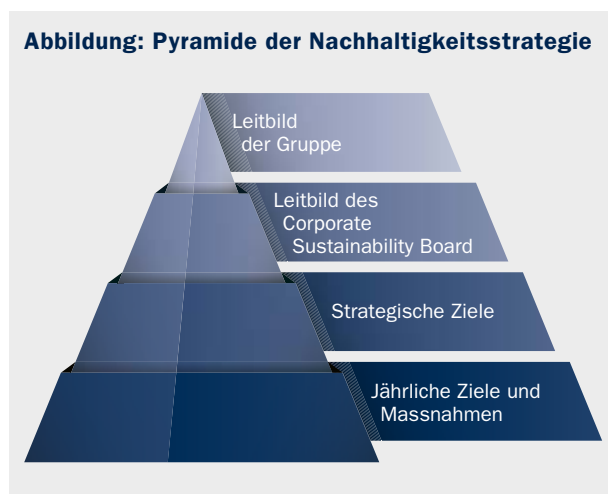 Abbildung: Pyramide der Nachhaltigkeitsstrategie
Leitbild
der Gruppe
Leitbild des
Corporate
Sustainability Board
Strategische Ziele
Jährliche Ziele und
Massnahmen